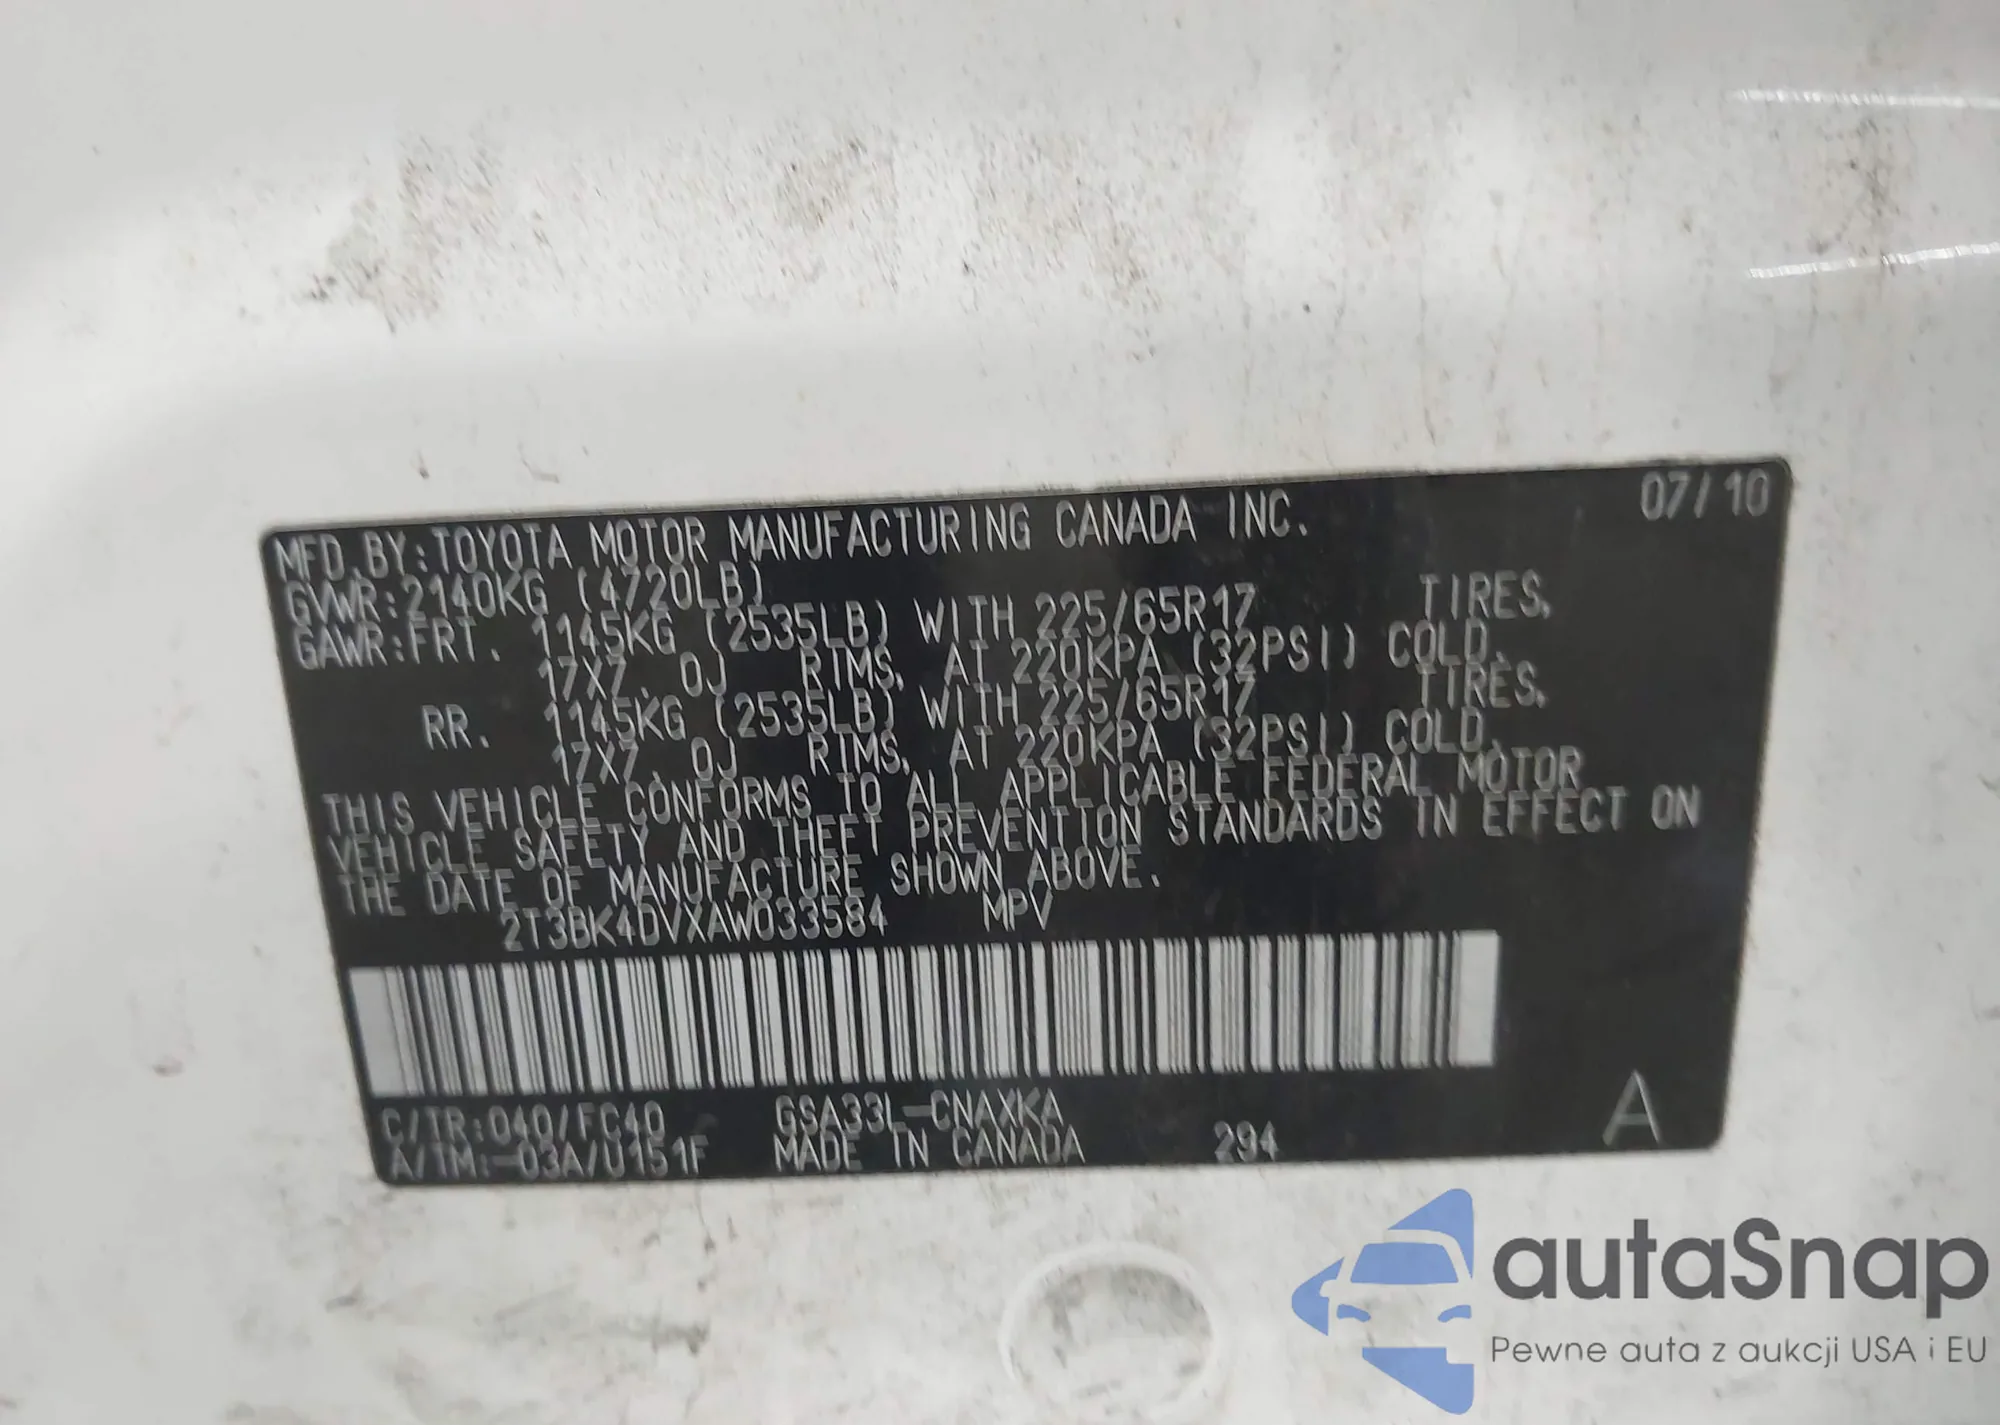 07/10
MFD.BY:TOYOTA MOTOR MANUFACTURING CANADA INC.
GVWR:2140KG (4720LB)
GAWR:FRT. 1145KG (2535LB) WITH 225/65R17 TIRES,
17X7.0J RIMS, AT 220KPA (32PSI) COLD.
RR. 1145KG (2535LB) WITH 225/65R17 TIRES,
17X7.0J RIMS, AT 220KPA (32PSI) COLD.
THIS VEHICLE CONFORMS TO ALL APPLICABLE FEDERAL MOTOR
VEHICLE SAFETY AND THEFT PREVENTION STANDARDS IN EFFECT ON
THE DATE OF MANUFACTURE SHOWN ABOVE.
2T3BK4DVXAW033584 MPV
C/TR:040/FC40 GSA33L-CNAXKA
A/TM:-03A/U151F MADE IN CANADA 294 A
autaSnap
Pewne auta z aukcji USA i EU